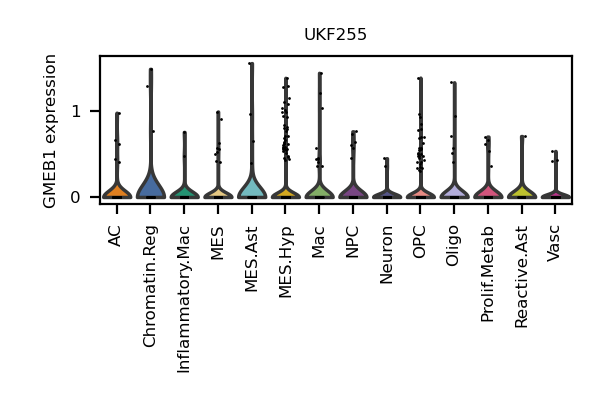 UKF255
GMEB1 expression
1
0
AC
Chromatin.Reg
Inflammatory.Mac
MES
MES.Ast
MES.Hyp
Mac
NPC
Neuron
OPC
Oligo
Prolif.Metab
Reactive.Ast
Vasc